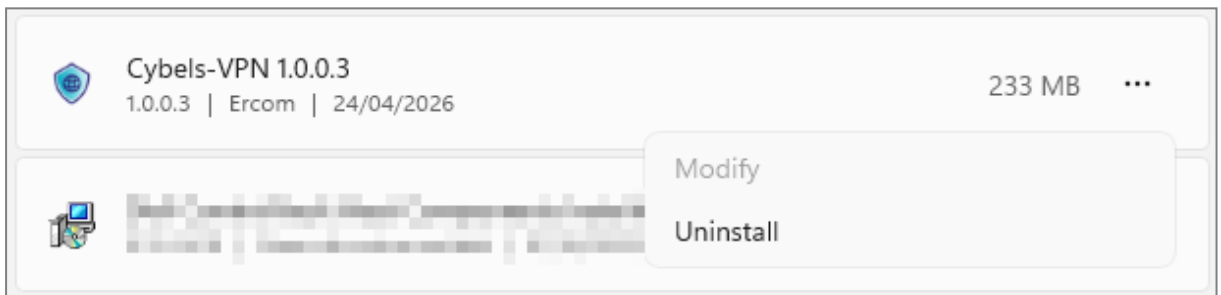 Cybels-VPN 1.0.0.3
1.0.0.3 | Ercom | 24/04/2026
233 MB
Modify
Uninstall